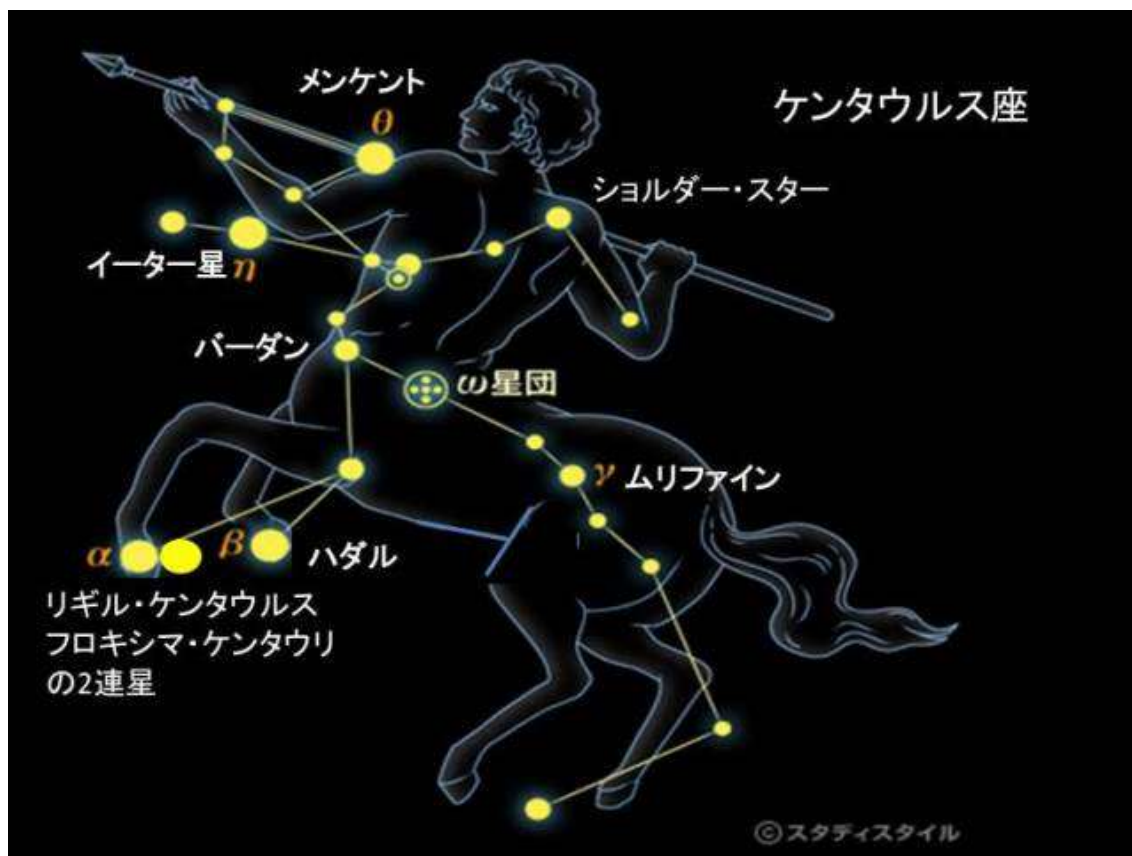 メンケント
θ
ケンタウルス座
ショルダー・スター
イーター星 η
バーダン
ω星団
γ ムリファイン
α
β ハダル
リギル・ケンタウルス
フロキシマ・ケンタウリ
の2連星
©スタディスタイル